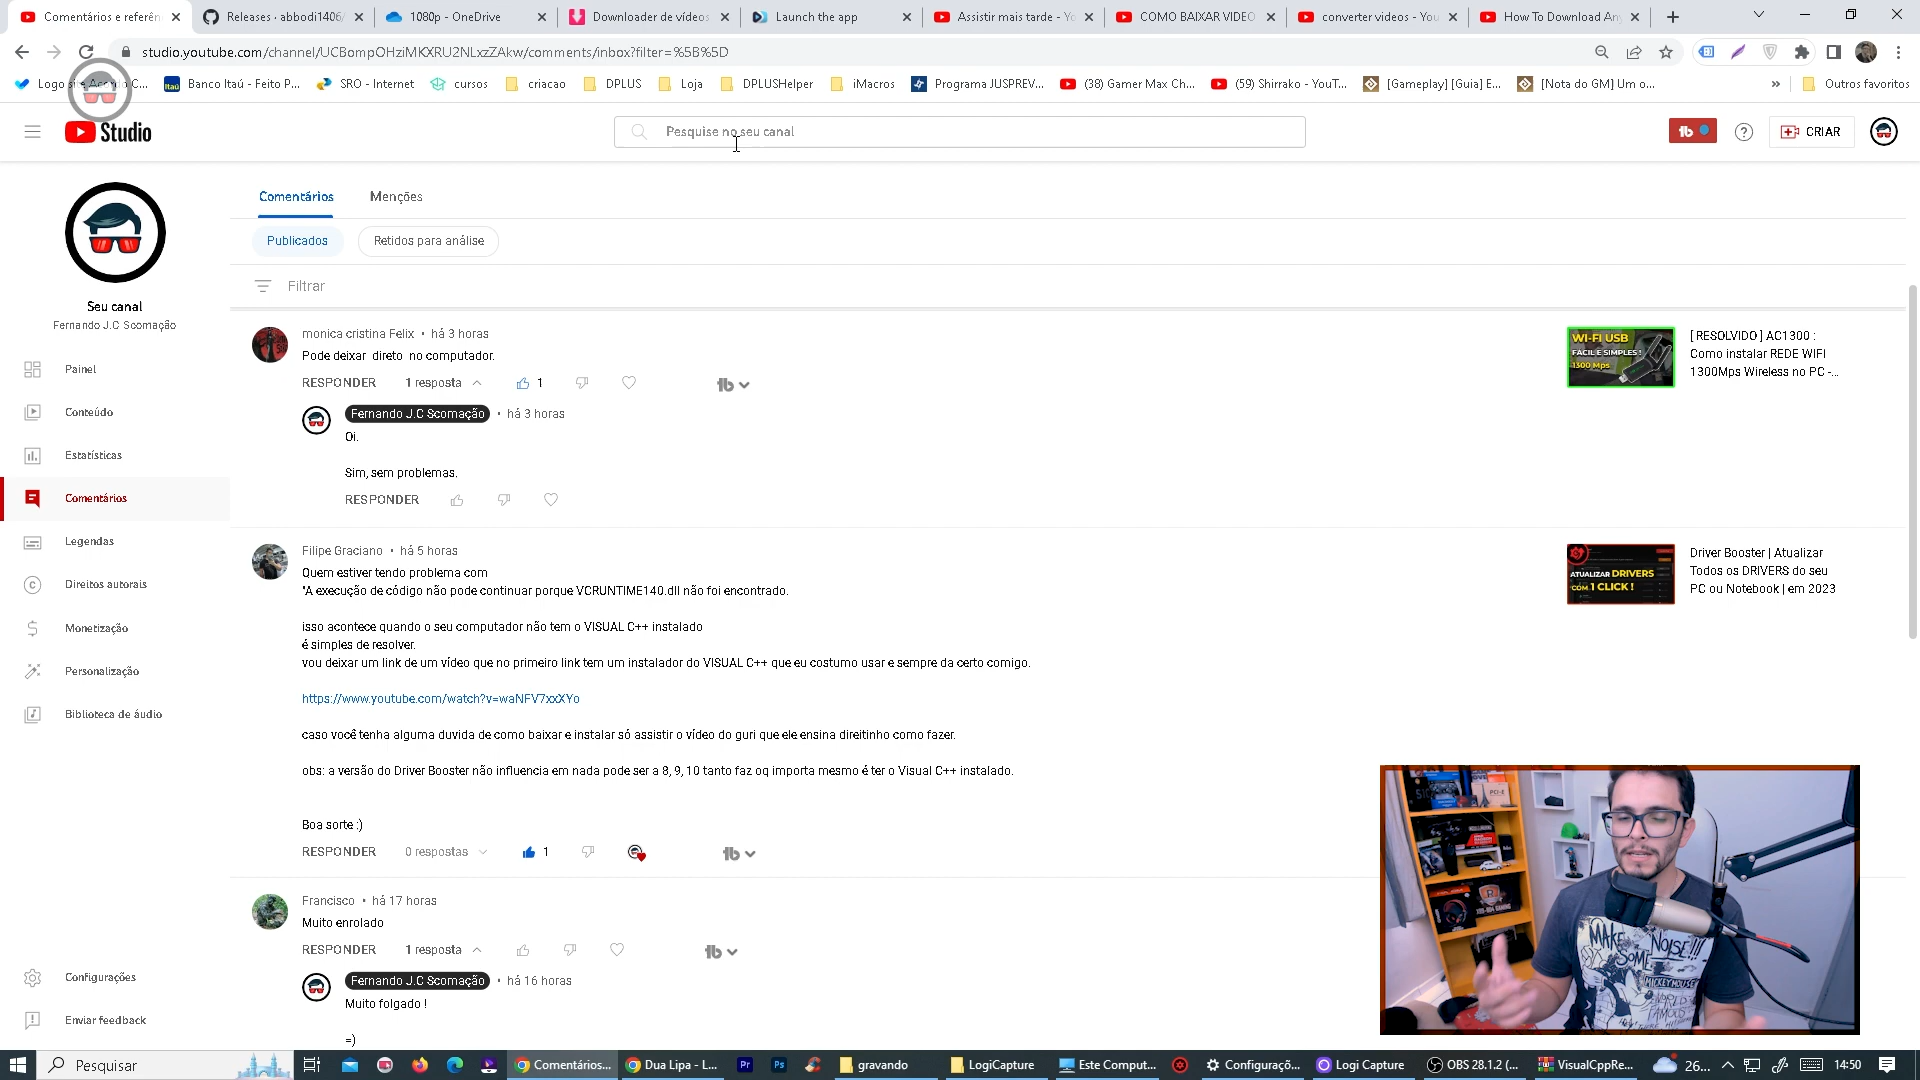 Comentários e referên
Releases · abbodi1406/
1080p - OneDrive
Downloader de vídeos
Launch the app
Assistir mais tarde - Yo
COMO BAIXAR VIDEO
converter videos - You
How To Download An
studio.youtube.com/channel/UCBompOHziMKXRU2NLxzZAkw/comments/inbox?filter=%5B%5D
Banco Itaú - Feito P...
SRO - Internet
cursos
criacao
DPLUS
Loja
DPLUSHelper
iMacros
Programa JUSPREV...
(38) Gamer Max Ch...
(59) Shirrako - YouT...
[Gameplay] [Guia] E...
[Nota do GM] Um o...
Outros favoritos
Studio
Pesquise no seu canal
CRIAR
Seu canal
Fernando J.C Scomação
Painel
Conteúdo
Estatísticas
Comentários
Legendas
Direitos autorais
Monetização
Personalização
Biblioteca de áudio
Configurações
Enviar feedback
Comentários
Menções
Publicados
Retidos para análise
Filtrar
monica cristina Felix • há 3 horas
Pode deixar direto no computador.
RESPONDER 1 resposta 1
Fernando J.C Scomação • há 3 horas
Oi.
Sim, sem problemas.
RESPONDER
WI-FI USB
FÁCIL E SIMPLES !
1300 Mbps
[ RESOLVIDO ] AC1300 :
Como instalar REDE WIFI
1300Mps Wireless no PC -...
Filipe Graciano • há 5 horas
Quem estiver tendo problema com
"A execução de código não pode continuar porque VCRUNTIME140.dll não foi encontrado.
isso acontece quando o seu computador não tem o VISUAL C++ instalado
é simples de resolver.
vou deixar um link de um vídeo que no primeiro link tem um instalador do VISUAL C++ que eu costumo usar e sempre da certo comigo.
https://www.youtube.com/watch?v=waNFV7xxXYo
caso você tenha alguma duvida de como baixar e instalar só assistir o vídeo do guri que ele ensina direitinho como fazer.
obs: a versão do Driver Booster não influencia em nada pode ser a 8, 9, 10 tanto faz oq importa mesmo é ter o Visual C++ instalado.
Boa sorte :)
RESPONDER 0 respostas 1
ATUALIZAR DRIVERS
COM 1 CLICK !
Driver Booster | Atualizar
Todos os DRIVERS do seu
PC ou Notebook | em 2023
Francisco • há 17 horas
Muito enrolado
RESPONDER 1 resposta
Fernando J.C Scomação • há 16 horas
Muito folgado !
=)
MAKE
SOME
NOISE!!!
MICKEY MOUSE
Pesquisar
Comentários...
Dua Lipa - L...
gravando
LogiCapture
Este Comput...
Configuraçõ...
Logi Capture
OBS 28.1.2 (...
VisualCppRe...
26...
14:50